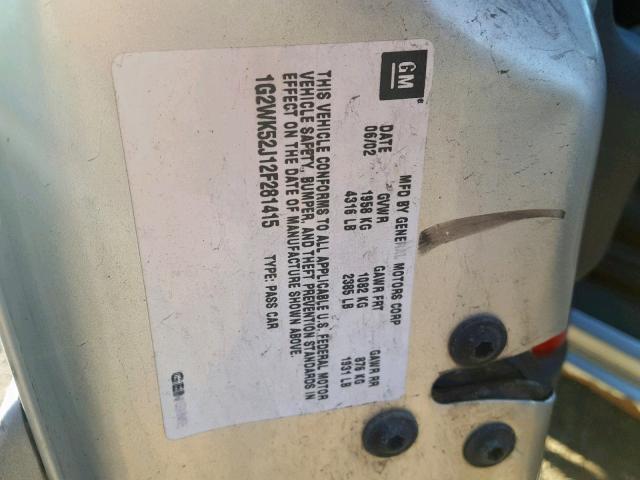 GM
MFD BY GENERAL MOTORS CORP
DATE GVWR GAWR FRT GAWR RR
06/02 1958 KG 1082 KG 876 KG
4316 LB 2385 LB 1931 LB
THIS VEHICLE CONFORMS TO ALL APPLICABLE U.S. FEDERAL MOTOR
VEHICLE SAFETY, BUMPER, AND THEFT PREVENTION STANDARDS IN
EFFECT ON THE DATE OF MANUFACTURE SHOWN ABOVE.
1G2WK52J12F281415 TYPE: PASS CAR
GENUINE